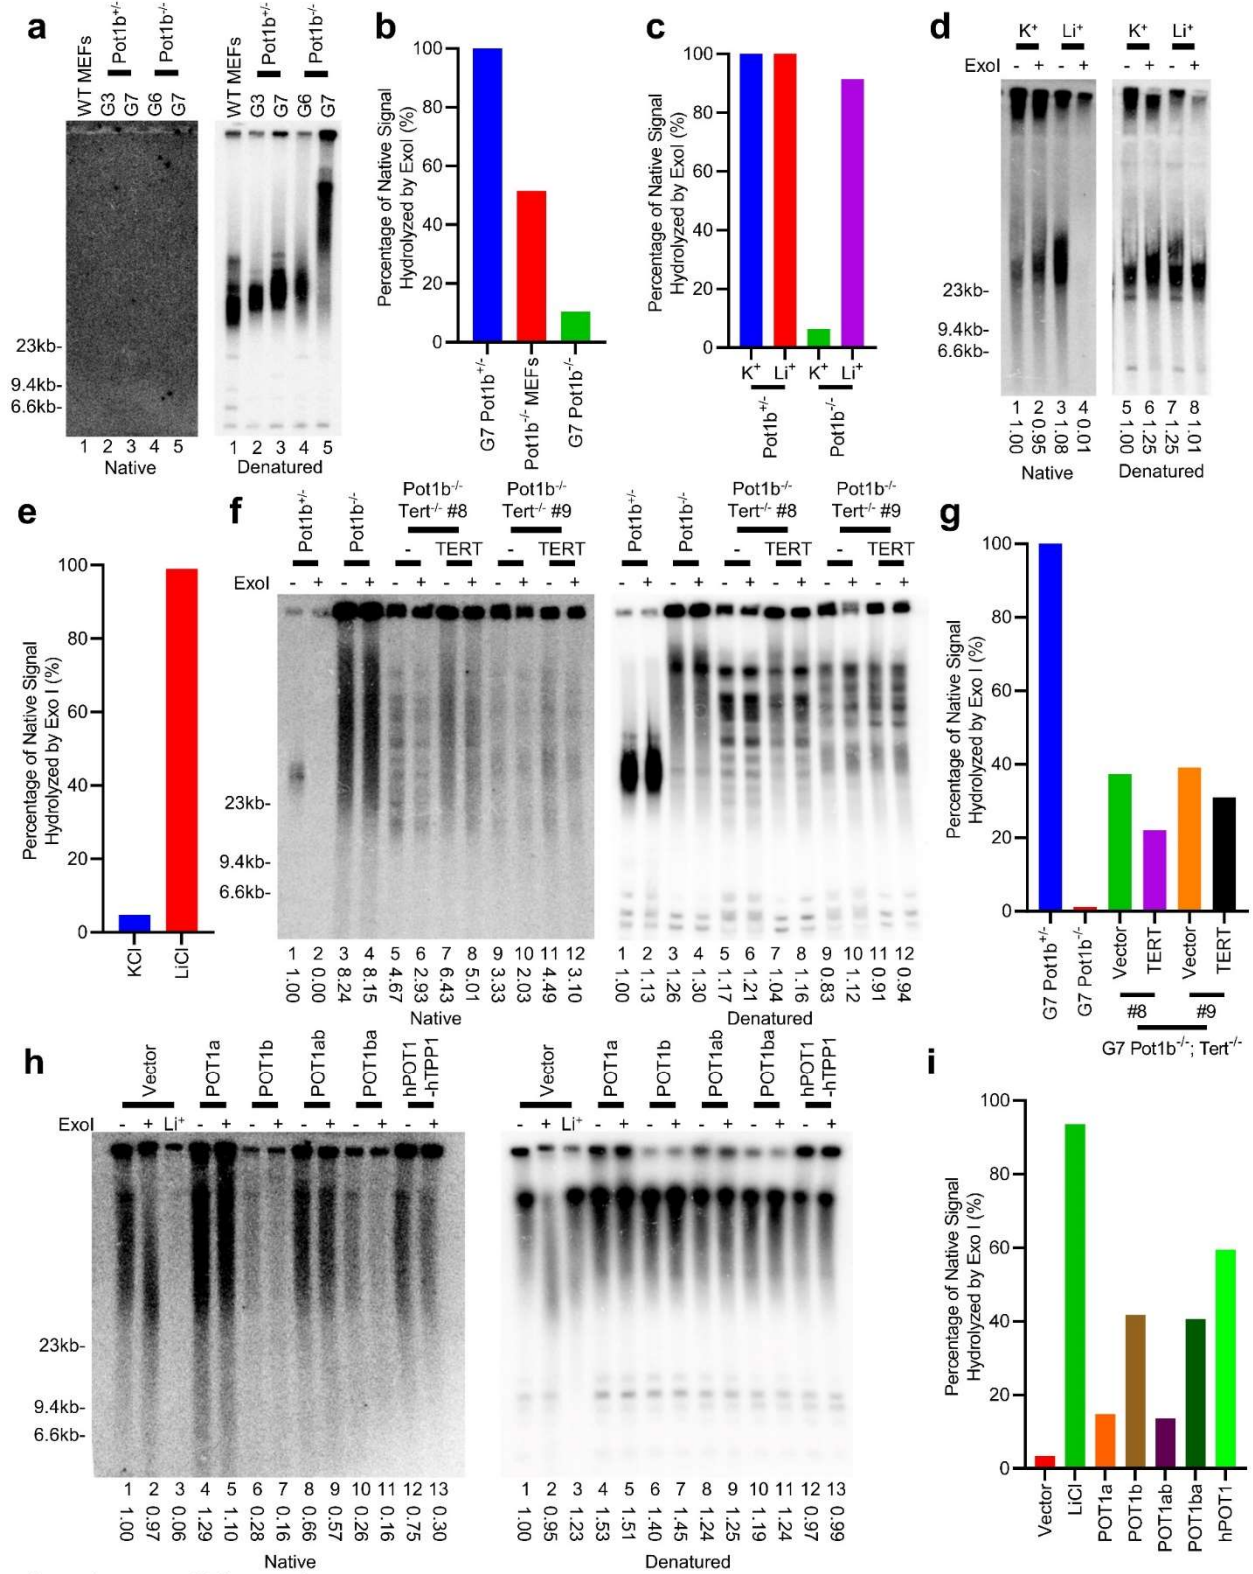 a
WT MEFs
Pot1b+/-
Pot1b-/-
G3
G7
G6
G7
WT MEFs
Pot1b+/-
Pot1b-/-
G3
G7
G6
G7
23kb-
9.4kb-
6.6kb-
1 2 3 4 5
Native
1 2 3 4 5
Denatured
b
Percentage of Native Signal
Hydrolyzed by ExoI (%)
100
80
60
40
20
0
G7 Pot1b+/-
Pot1b-/- MEFs
G7 Pot1b-/-
c
Percentage of Native Signal
Hydrolyzed by ExoI (%)
100
80
60
40
20
0
K+ Li+ K+ Li+
Pot1b+/-
Pot1b-/-
d
K+ Li+ K+ Li+
ExoI - + - + - + - +
23kb-
9.4kb-
6.6kb-
1 2 3 4 5 6 7 8
1.00 0.95 1.08 0.01 1.00 1.25 1.25 1.01
Native Denatured
e
Percentage of Native Signal
Hydrolyzed by Exo I (%)
100
80
60
40
20
0
KCl
LiCl
f
Pot1b+/-
Pot1b-/-
Pot1b-/-
Tert-/- #8
Pot1b-/-
Tert-/- #9
- TERT - TERT
Pot1b+/-
Pot1b-/-
Pot1b-/-
Tert-/- #8
Pot1b-/-
Tert-/- #9
- TERT - TERT
ExoI - + - + - + - + - + - + - + - + - + - + - + - +
23kb-
9.4kb-
6.6kb-
1 2 3 4 5 6 7 8 9 10 11 12
1.00 0.00 8.24 8.15 4.67 2.93 6.43 5.01 3.33 2.03 4.49 3.10
Native
1 2 3 4 5 6 7 8 9 10 11 12
1.00 1.13 1.26 1.30 1.17 1.21 1.04 1.16 0.83 1.12 0.91 0.94
Denatured
g
Percentage of Native Signal
Hydrolyzed by Exo I (%)
100
80
60
40
20
0
G7 Pot1b+/-
G7 Pot1b-/-
Vector
TERT
Vector
TERT
#8 #9
G7 Pot1b-/-; Tert-/-
h
Vector
POT1a
POT1b
POT1ab
POT1ba
hPOT1
-hTPP1
Vector
POT1a
POT1b
POT1ab
POT1ba
hPOT1
-hTPP1
ExoI - + Li+ - + - + - + - + - + - + Li+ - + - + - + - + - +
23kb-
9.4kb-
6.6kb-
1 2 3 4 5 6 7 8 9 10 11 12 13
1.00 0.97 0.06 1.29 1.10 0.28 0.16 0.66 0.57 0.26 0.16 0.75 0.30
Native
1 2 3 4 5 6 7 8 9 10 11 12 13
1.00 0.95 1.23 1.53 1.51 1.40 1.45 1.24 1.25 1.19 1.24 0.97 0.99
Denatured
i
Percentage of Native Signal
Hydrolyzed by Exo I (%)
100
80
60
40
20
0
Vector
LiCl
POT1a
POT1b
POT1ab
POT1ba
hPOT1